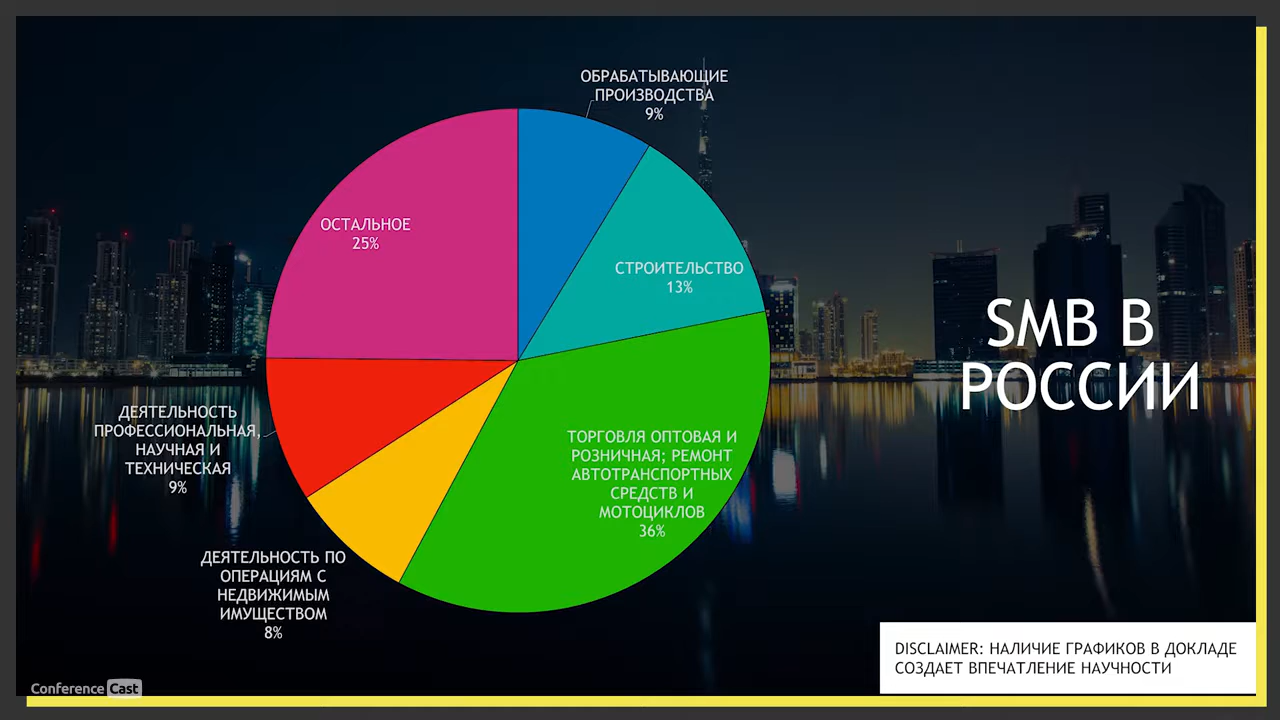 ОБРАБАТЫВАЮЩИЕ
ПРОИЗВОДСТВА
9%
ОСТАЛЬНОЕ
25%
СТРОИТЕЛЬСТВО
13%
SMB В
РОССИИ
ДЕЯТЕЛЬНОСТЬ
ПРОФЕССИОНАЛЬНАЯ,
НАУЧНАЯ И
ТЕХНИЧЕСКАЯ
9%
ТОРГОВЛЯ ОПТОВАЯ И
РОЗНИЧНАЯ; РЕМОНТ
АВТОТРАНСПОРТНЫХ
СРЕДСТВ И
МОТОЦИКЛОВ
36%
ДЕЯТЕЛЬНОСТЬ ПО
ОПЕРАЦИЯМ С
НЕДВИЖИМЫМ
ИМУЩЕСТВОМ
8%
DISCLAIMER: НАЛИЧИЕ ГРАФИКОВ В ДОКЛАДЕ
СОЗДАЕТ ВПЕЧАТЛЕНИЕ НАУЧНОСТИ
Conference Cast